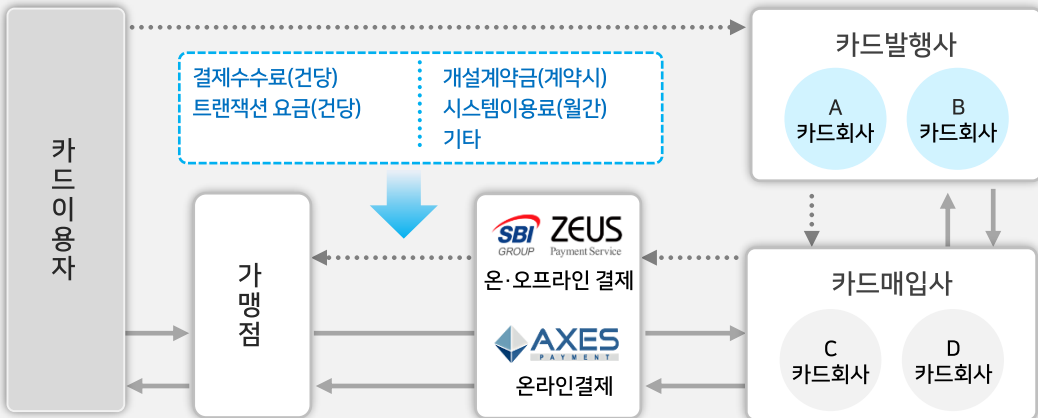 카드이용자
결제수수료(건당)
트랜잭션 요금(건당)
개설계약금(계약시)
시스템이용료(월간)
기타
카드발행사
A
카드회사
B
카드회사
가맹점
SBI
GROUP
ZEUS
Payment Service
온·오프라인 결제
AXES
PAYMENT
온라인결제
카드매입사
C
카드회사
D
카드회사